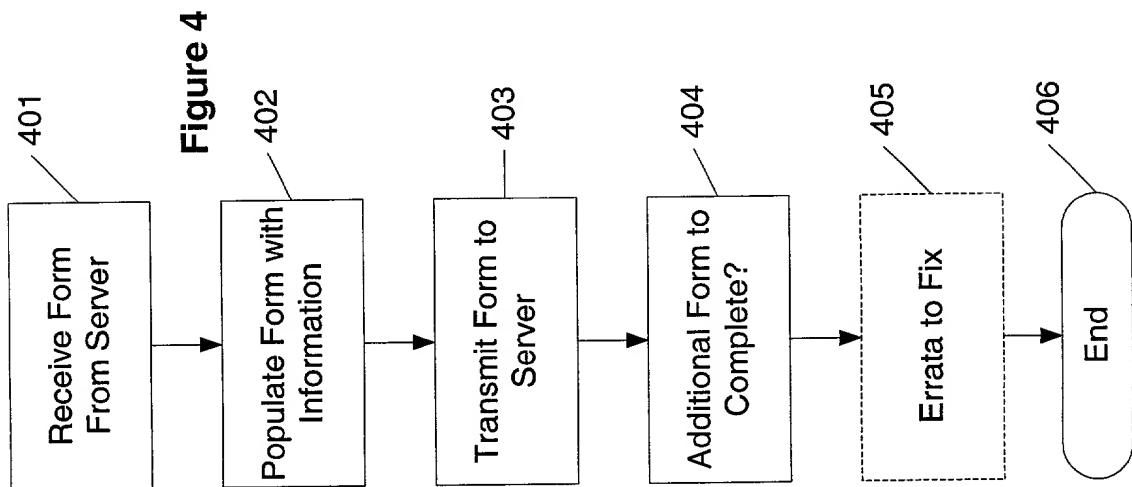 Figure 4
401
Receive Form
From Server
402
Populate Form with
Information
403
Transmit Form to
Server
404
Additional Form to
Complete?
405
Errata to Fix
406
End